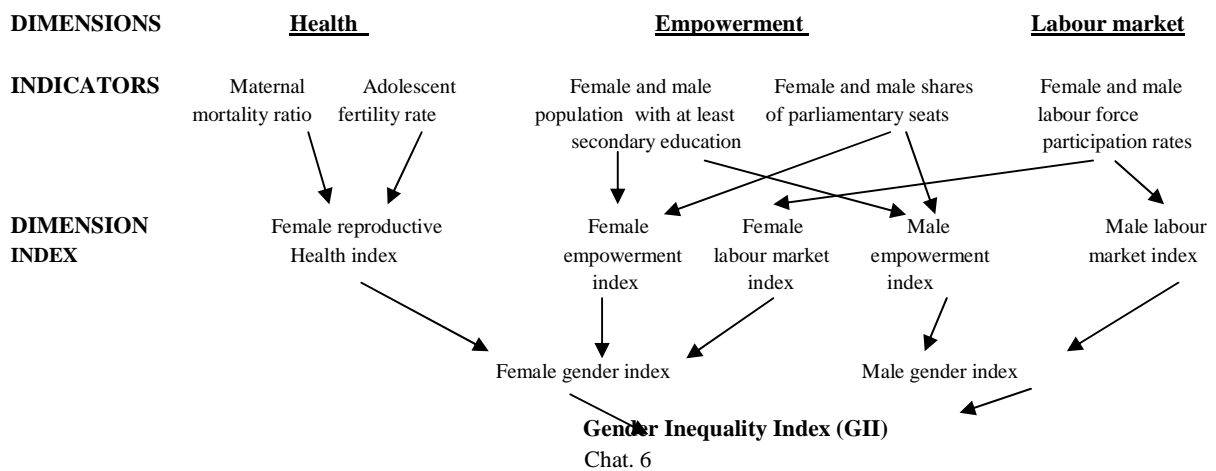 DIMENSIONS Health Empowerment Labour market
INDICATORS Maternal Adolescent Female and male Female and male shares Female and male
mortality ratio fertility rate population with at least of parliamentary seats labour force
secondary education participation rates
DIMENSION Female reproductive Female Female Male Male labour
INDEX Health index empowerment labour market empowerment market index
index index index
Female gender index Male gender index
Gender Inequality Index (GII)
Chat. 6